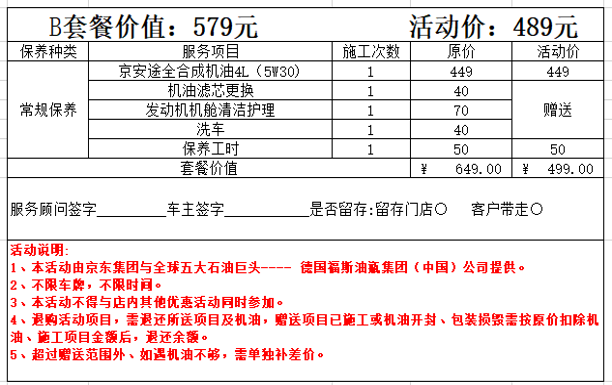 B套餐价值：579元 活动价：489元
保养种类 服务项目 施工次数 原价 活动价
京安途全合成机油4L（5W30） 1 449 449
机油滤芯更换 1 40
常规保养 发动机机舱清洁护理 1 70 赠送
洗车 1 40
保养工时 1 50 50
套餐价值 ¥ 649.00 ¥ 499.00
服务顾问签字________车主签字__________是否留存:留存门店○ 客户带走○
活动说明:
1、本活动由京东集团与全球五大石油巨头---- 德国福斯油瓶集团（中国）公司提供。
2、不限车牌，不限时间。
3、本活动不得与店内其他优惠活动同时参加。
4、退购活动项目，需退还所送项目及机油，赠送项目已施工或机油开封、包装损毁需按原价扣除机
油、施工项目金额后，退还余额。
5、超过赠送范围外、如遇机油不够，需单独补差价。